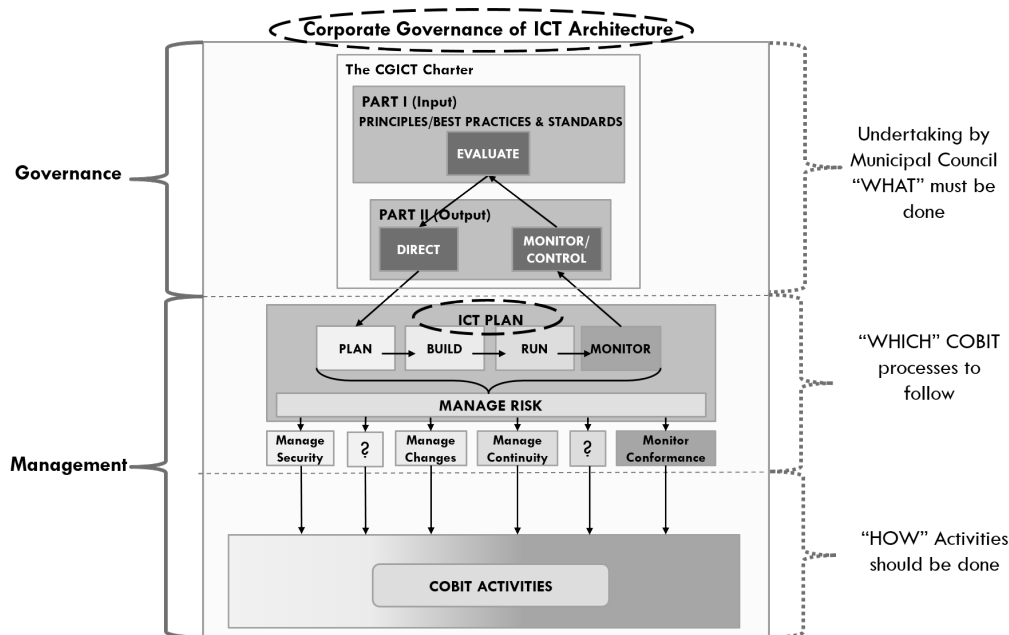 Corporate Governance of ICT Architecture
The CGICT Charter
PART I (Input)
PRINCIPLES/BEST PRACTICES & STANDARDS
EVALUATE
PART II (Output)
DIRECT
MONITOR/
CONTROL
Governance
Undertaking by
Municipal Council
“WHAT” must be
done
ICT PLAN
PLAN
BUILD
RUN
MONITOR
MANAGE RISK
“WHICH” COBIT
processes to
follow
Manage
Security
?
Manage
Changes
Manage
Continuity
?
Monitor
Conformance
Management
COBIT ACTIVITIES
“HOW” Activities
should be done